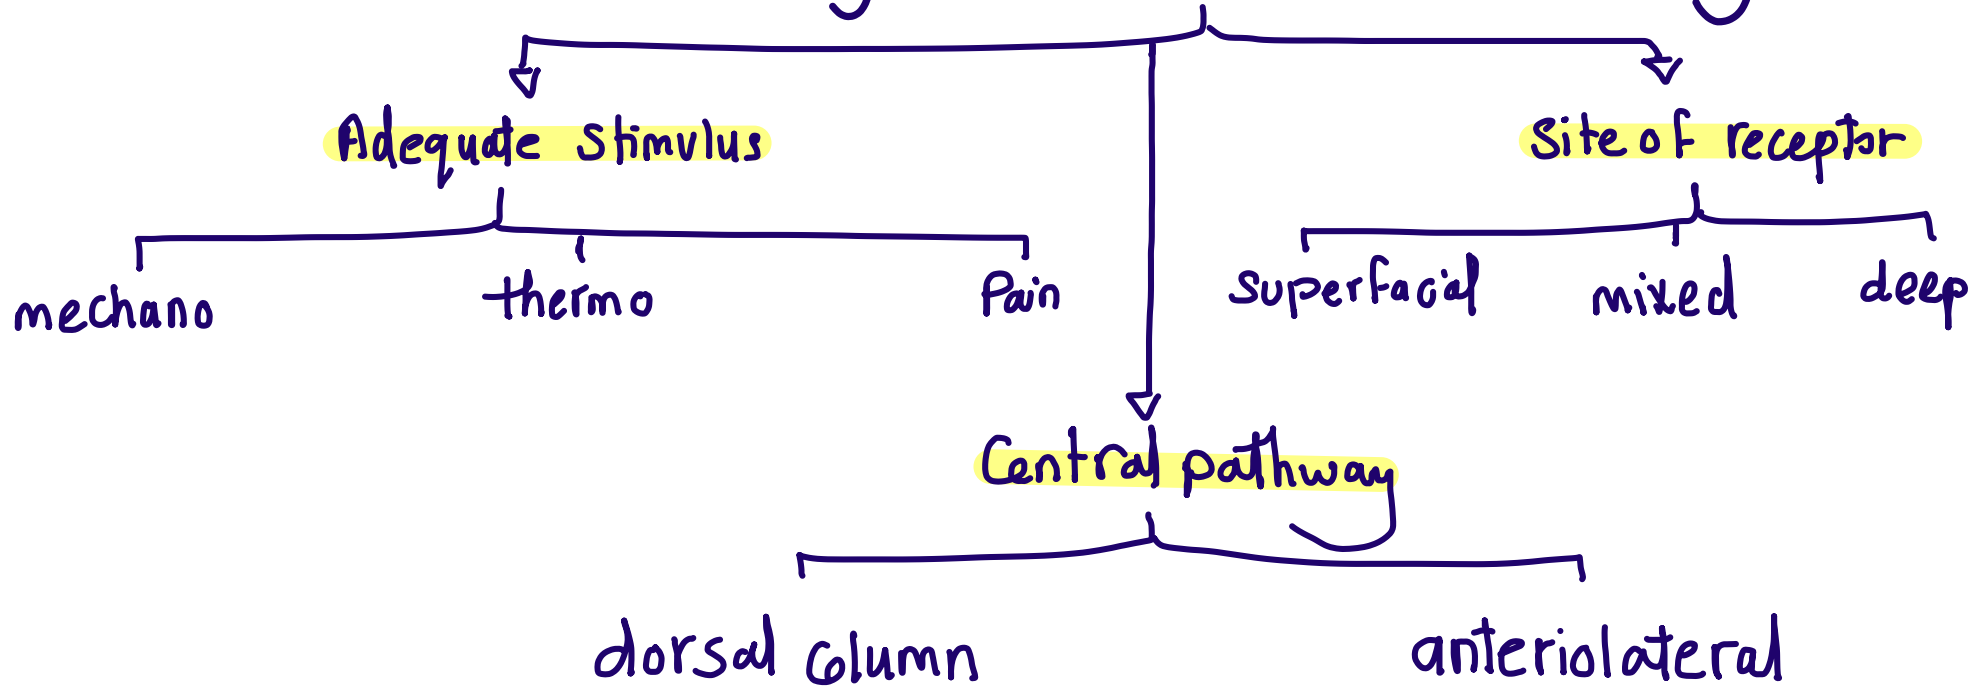 Adequate stimulus
Site of receptor
mechano
thermo
Pain
superfacial
mixed
deep
Central pathway
dorsal column
anteriolateral